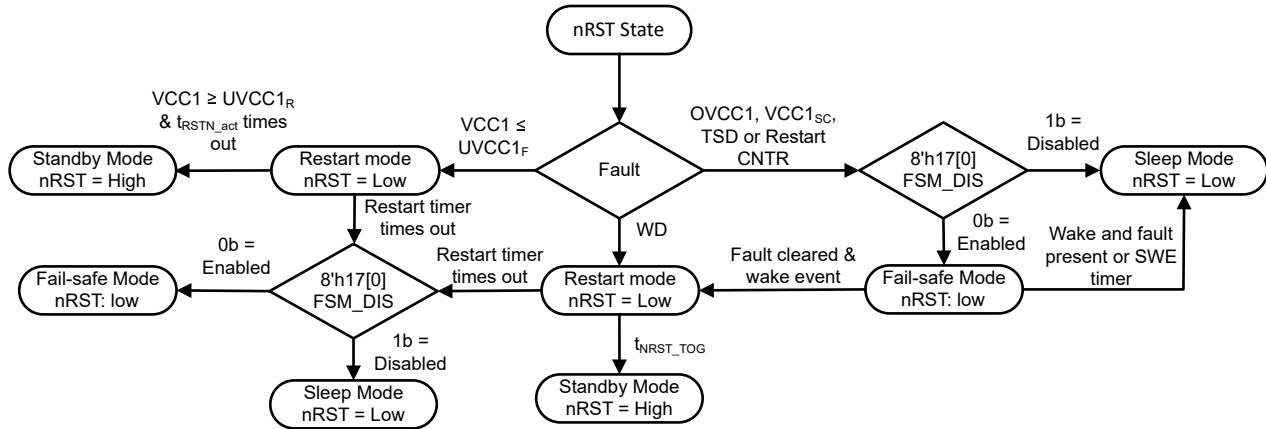 nRST State
VCC1 ≥ UVCC1R
& tRSTN_act times
out
VCC1 ≤
UVCC1F
OVCC1, VCC1SC,
TSD or Restart
CNTR
1b =
Disabled
Standby Mode
nRST = High
Restart mode
nRST = Low
Fault
8'h17[0]
FSM_DIS
Sleep Mode
nRST = Low
Restart timer
times out
WD
0b =
Enabled
Wake and fault
present or SWE
timer
0b =
Enabled
Restart timer
times out
Fault cleared &
wake event
Fail-safe Mode
nRST: low
8'h17[0]
FSM_DIS
Restart mode
nRST = Low
Fail-safe Mode
nRST: low
1b =
Disabled
tNRST_TOG
Sleep Mode
nRST = Low
Standby Mode
nRST = High